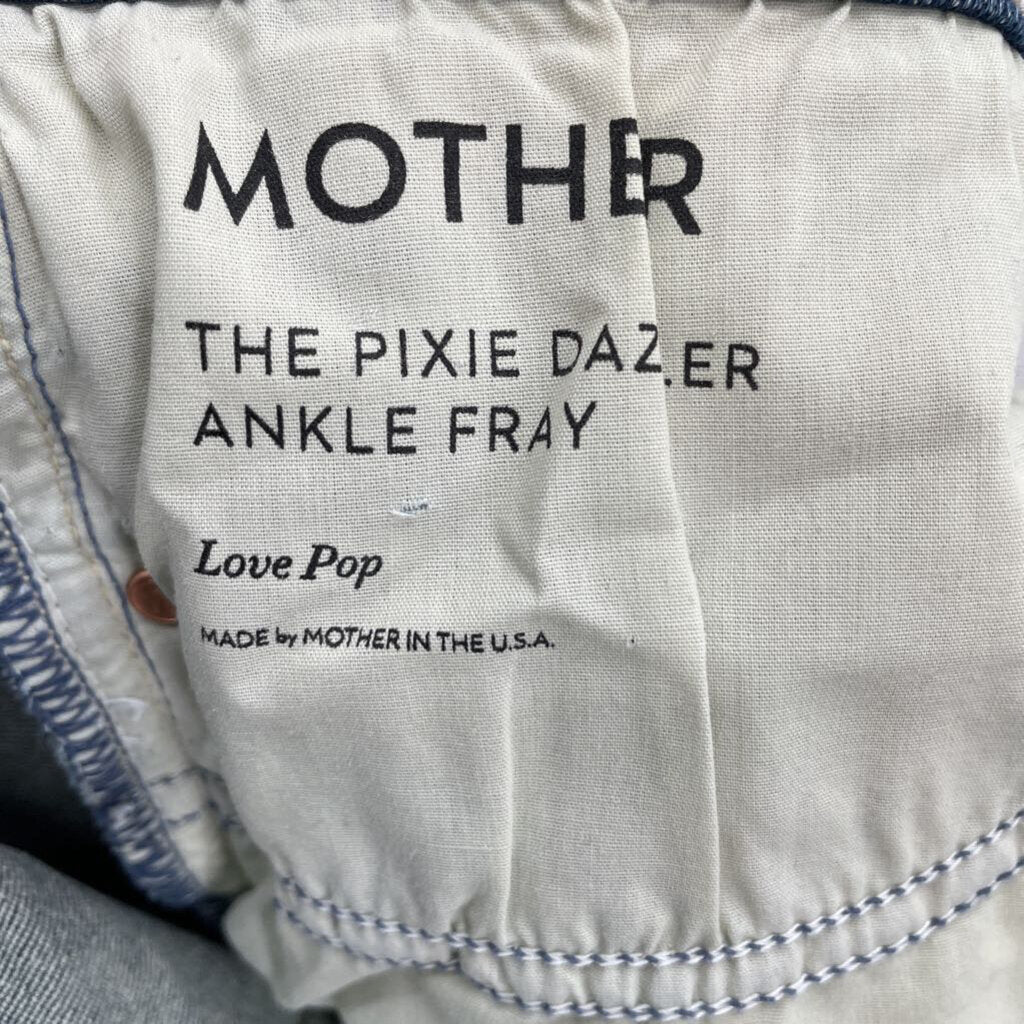 MOTHER
THE PIXIE DAZZLER
ANKLE FRAY
Love Pop
MADE by MOTHER IN THE U.S.A.